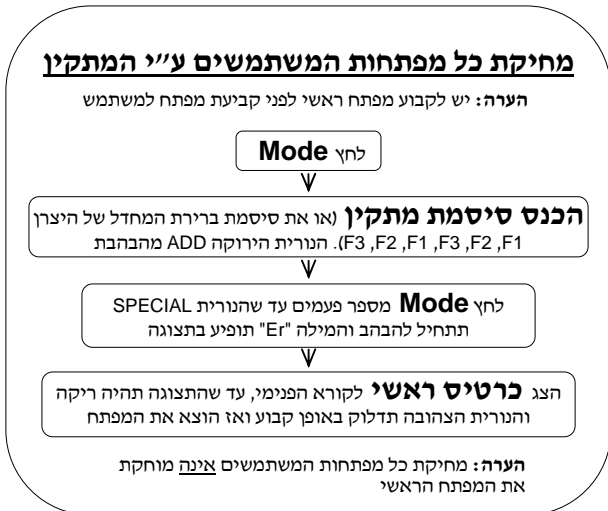 מחיקת כל מפתחות המשתמשים ע״י המתקין
הערה: יש לקבוע מפתח ראשי לפני קביעת מפתח למשתמש
לחץ Mode
הכנס סיסמת מתקין (או את סיסמת ברירת המחדל של היצרן
F1, F2, F3, F1, F2, F3). הנורית הירוקה ADD מהבהבת
לחץ Mode מספר פעמים עד שהנורית SPECIAL
תתחיל להבהב והמילה "Er" תופיע בתצוגה
הצג כרטיס ראשי לקורא הפנימי, עד שהתצוגה תהיה ריקה
והנורית הצהובה תדלוק באופן קבוע ואז הוצא את המפתח
הערה: מחיקת כל מפתחות המשתמשים אינה מוחקת
את המפתח הראשי